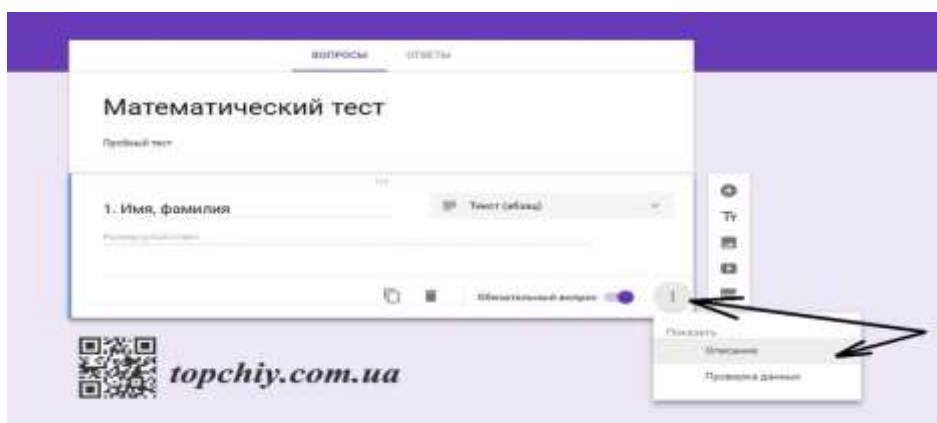 ВОПРОСЫ ОТВЕТЫ
Математический тест
Пробный тест
1. Имя, фамилия
Текст (абзац)
Развернутый ответ
Обязательный вопрос
Показать
Описание
Проверка данных
topchiy.com.ua